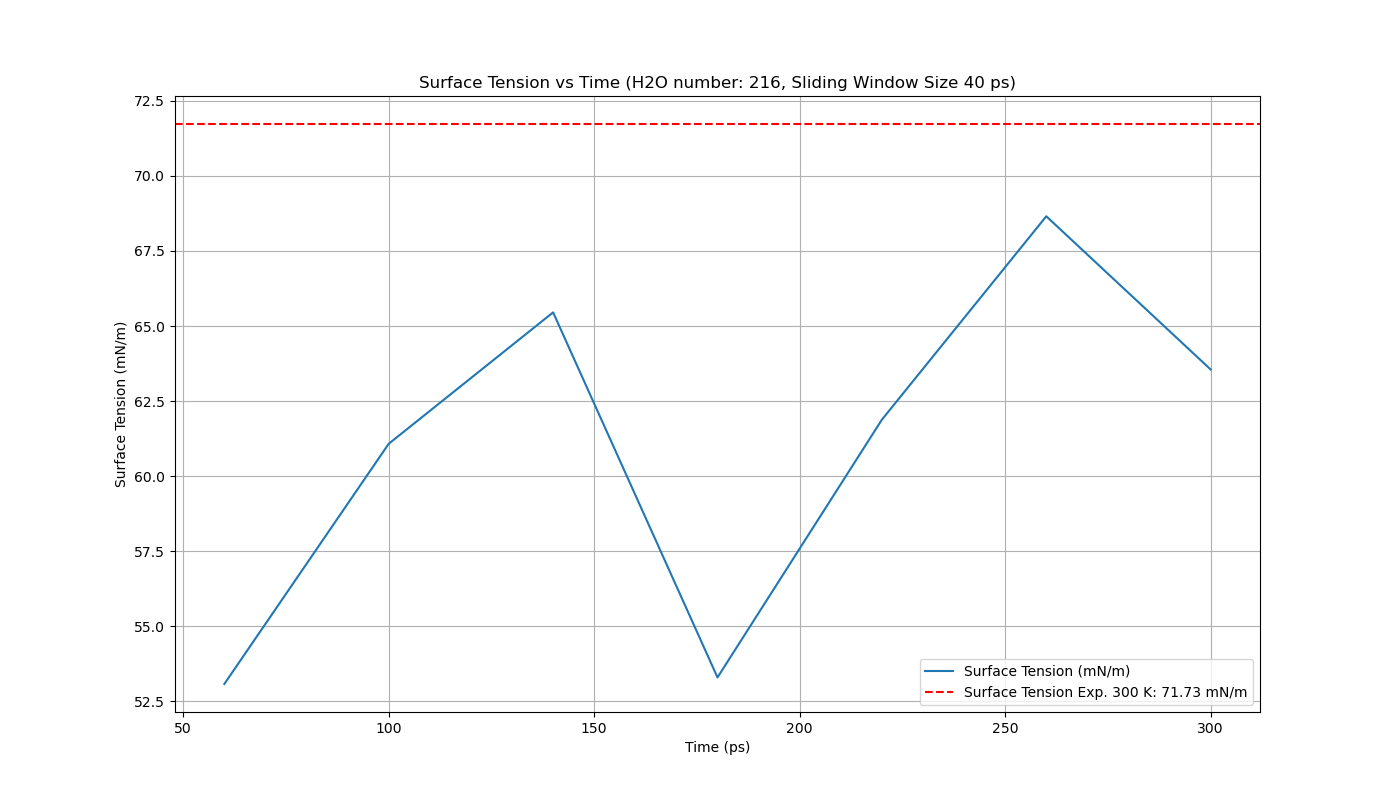 Surface Tension vs Time (H2O number: 216, Sliding Window Size 40 ps)
Surface Tension (mN/m)
72.5
70.0
67.5
65.0
62.5
60.0
57.5
55.0
52.5
Surface Tension (mN/m)
Surface Tension Exp. 300 K: 71.73 mN/m
50 100 150 200 250 300
Time (ps)